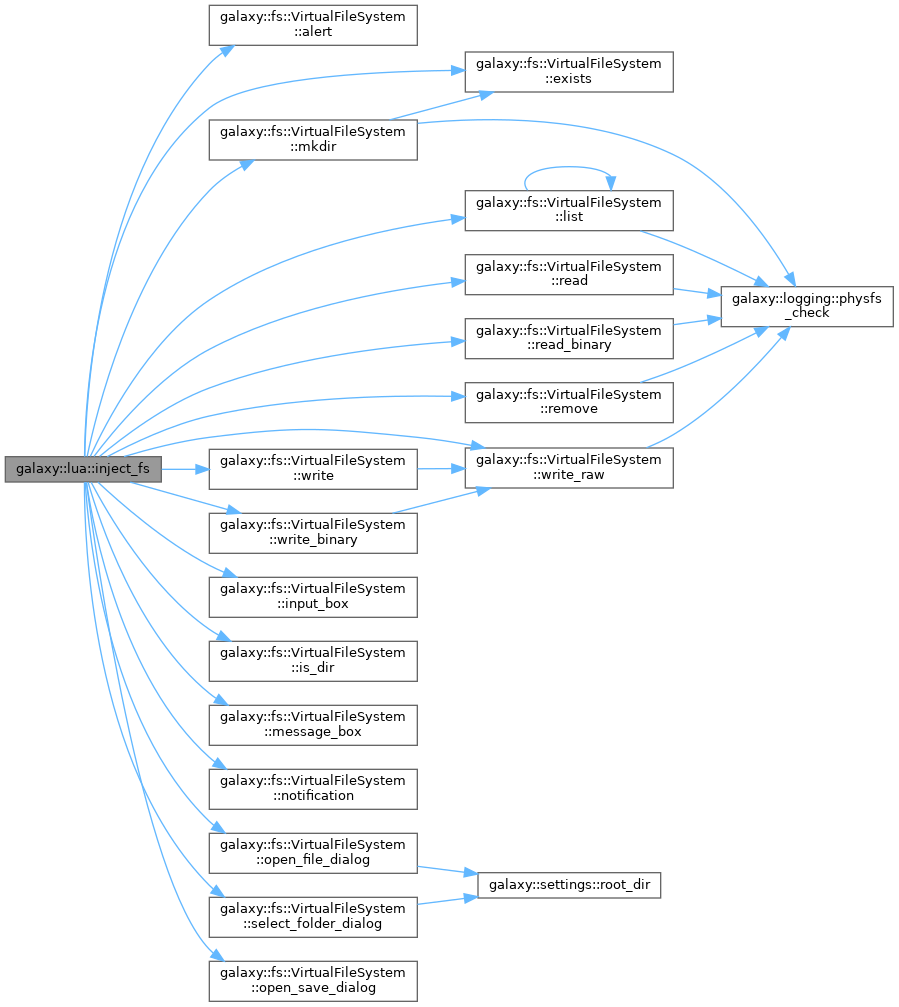 galaxy::fs::VirtualFileSystem
::alert
galaxy::fs::VirtualFileSystem
::exists
galaxy::fs::VirtualFileSystem
::mkdir
galaxy::fs::VirtualFileSystem
::list
galaxy::fs::VirtualFileSystem
::read
galaxy::logging::physfs
_check
galaxy::fs::VirtualFileSystem
::read_binary
galaxy::fs::VirtualFileSystem
::remove
galaxy::lua::inject_fs
galaxy::fs::VirtualFileSystem
::write
galaxy::fs::VirtualFileSystem
::write_raw
galaxy::fs::VirtualFileSystem
::write_binary
galaxy::fs::VirtualFileSystem
::input_box
galaxy::fs::VirtualFileSystem
::is_dir
galaxy::fs::VirtualFileSystem
::message_box
galaxy::fs::VirtualFileSystem
::notification
galaxy::fs::VirtualFileSystem
::open_file_dialog
galaxy::settings::root_dir
galaxy::fs::VirtualFileSystem
::select_folder_dialog
galaxy::fs::VirtualFileSystem
::open_save_dialog